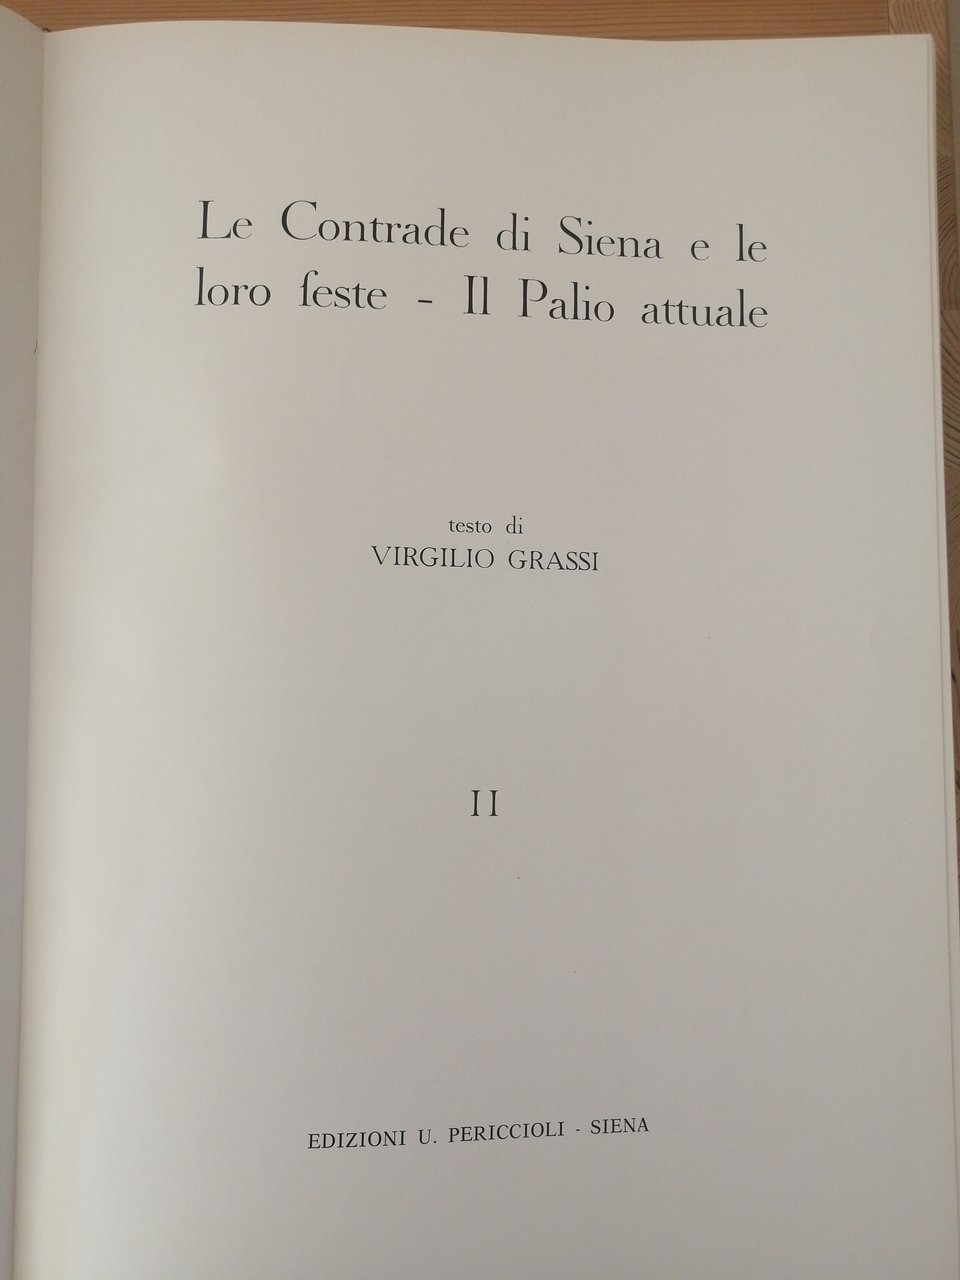 Le Contrade di Siena e le
loro feste - Il Palio attuale
testo di
VIRGILIO GRASSI
II
EDIZIONI U. PERICCIOLI - SIENA